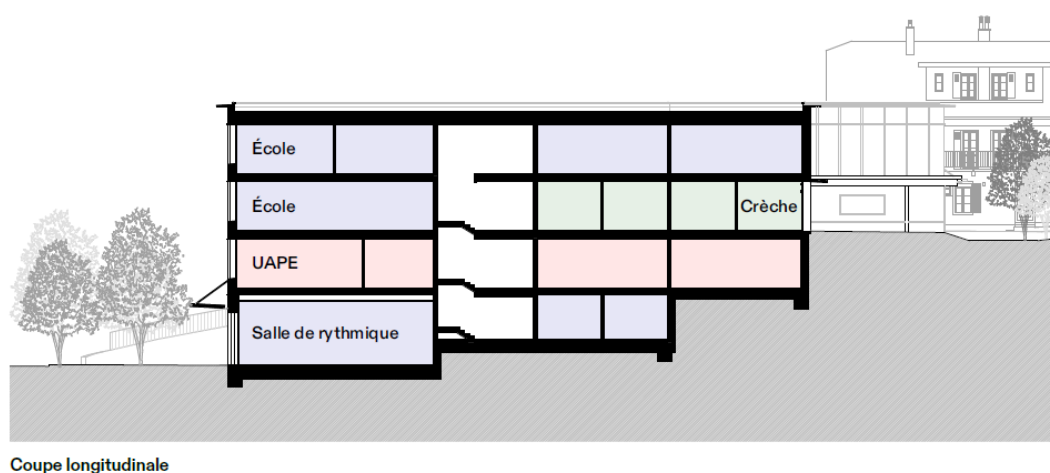 École
École
Crèche
UAPE
Salle de rythmique
Coupe longitudinale